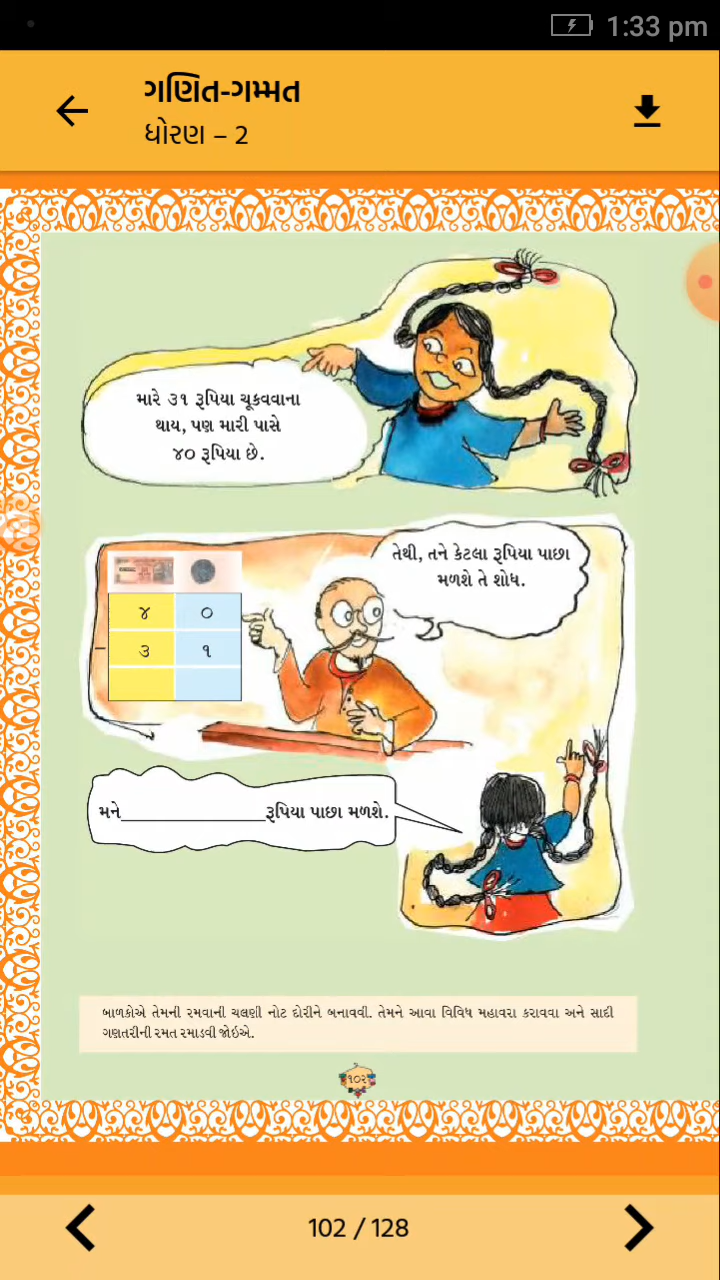 1:33 pm
ગણિત-ગમ્મત
ધોરણ – 2
મારે ૩૧ રૂપિયા ચૂકવવાના
થાય, પણ મારી પાસે
૪૦ રૂપિયા છે.
તેથી, તને કેટલા રૂપિયા પાછા
મળશે તે શોધ.
૪ ૦
– ૩ ૧
મને______________રૂપિયા પાછા મળશે.
બાળકોએ તેમની રમવાની ચલણી નોટ દોરીને બનાવવી. તેમને આવા વિવિધ મહાવરા કરાવવા અને સાદી
ગણતરીની રમત રમાડવી જોઇએ.
૧૦૨
102 / 128